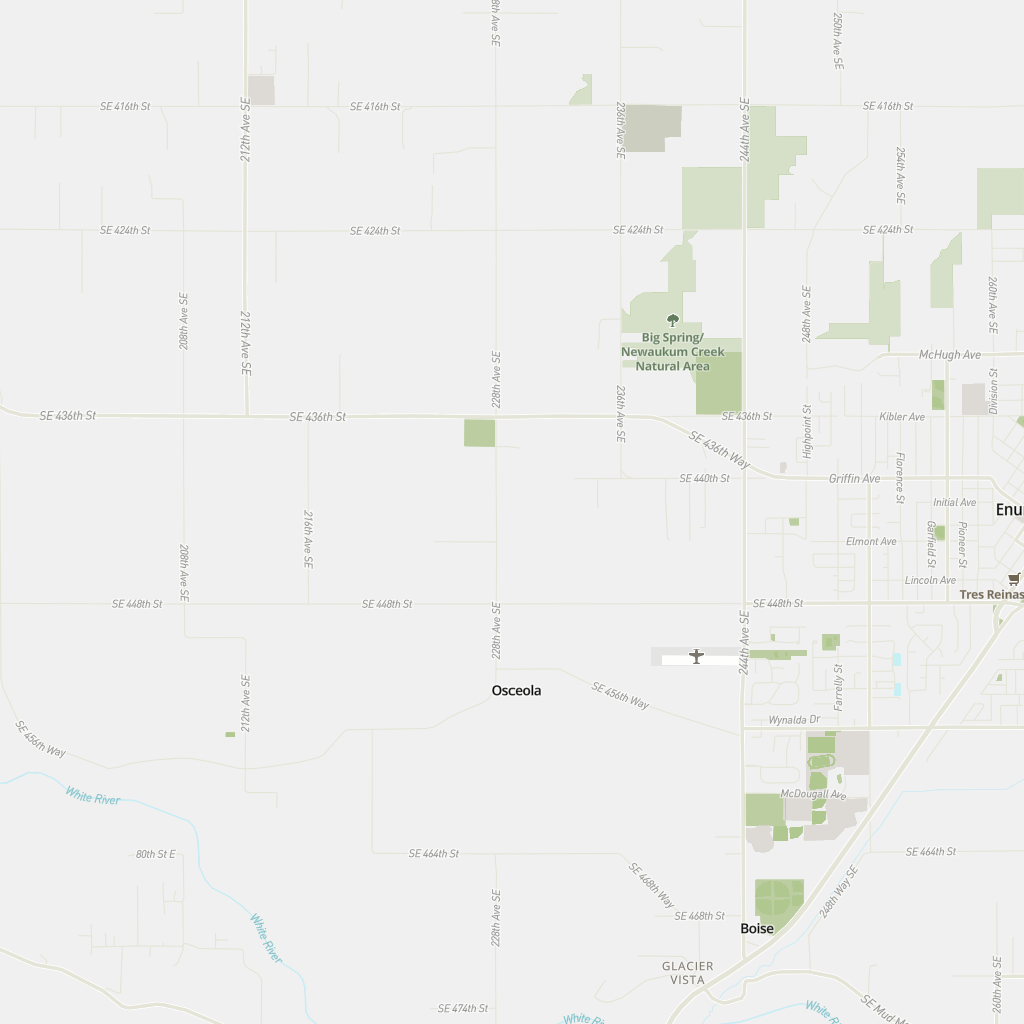 228th Ave SE
250th Ave SE
SE 416th St
SE 416th St
SE 416th St
212th Ave SE
236th Ave SE
244th Ave SE
254th Ave SE
SE 424th St
SE 424th St
SE 424th St
SE 424th St
208th Ave SE
212th Ave SE
248th Ave SE
260th Ave SE
Big Spring/
Newaukum Creek
Natural Area
McHugh Ave
228th Ave SE
236th Ave SE
Division St
SE 436th St
SE 436th St
SE 436th St
Kibler Ave
Highpoint St
SE 436th Way
SE 440th St
Griffin Ave
Florence St
Initial Ave
Enu
216th Ave SE
208th Ave SE
Elmont Ave
Garfield St
Pioneer St
Lincoln Ave
Tres Reinas
SE 448th St
SE 448th St
SE 448th St
228th Ave SE
244th Ave SE
Osceola
SE 456th Way
212th Ave SE
Farrally St
Wynalda Dr
SE 456th Way
White River
McDougall Ave
80th St E
SE 464th St
SE 464th St
SE 468th Way
248th Way SE
228th Ave SE
SE 468th St
Boise
White River
GLACIER
VISTA
260th Ave SE
SE 474th St
White Ri
White Ri
SE Mud M